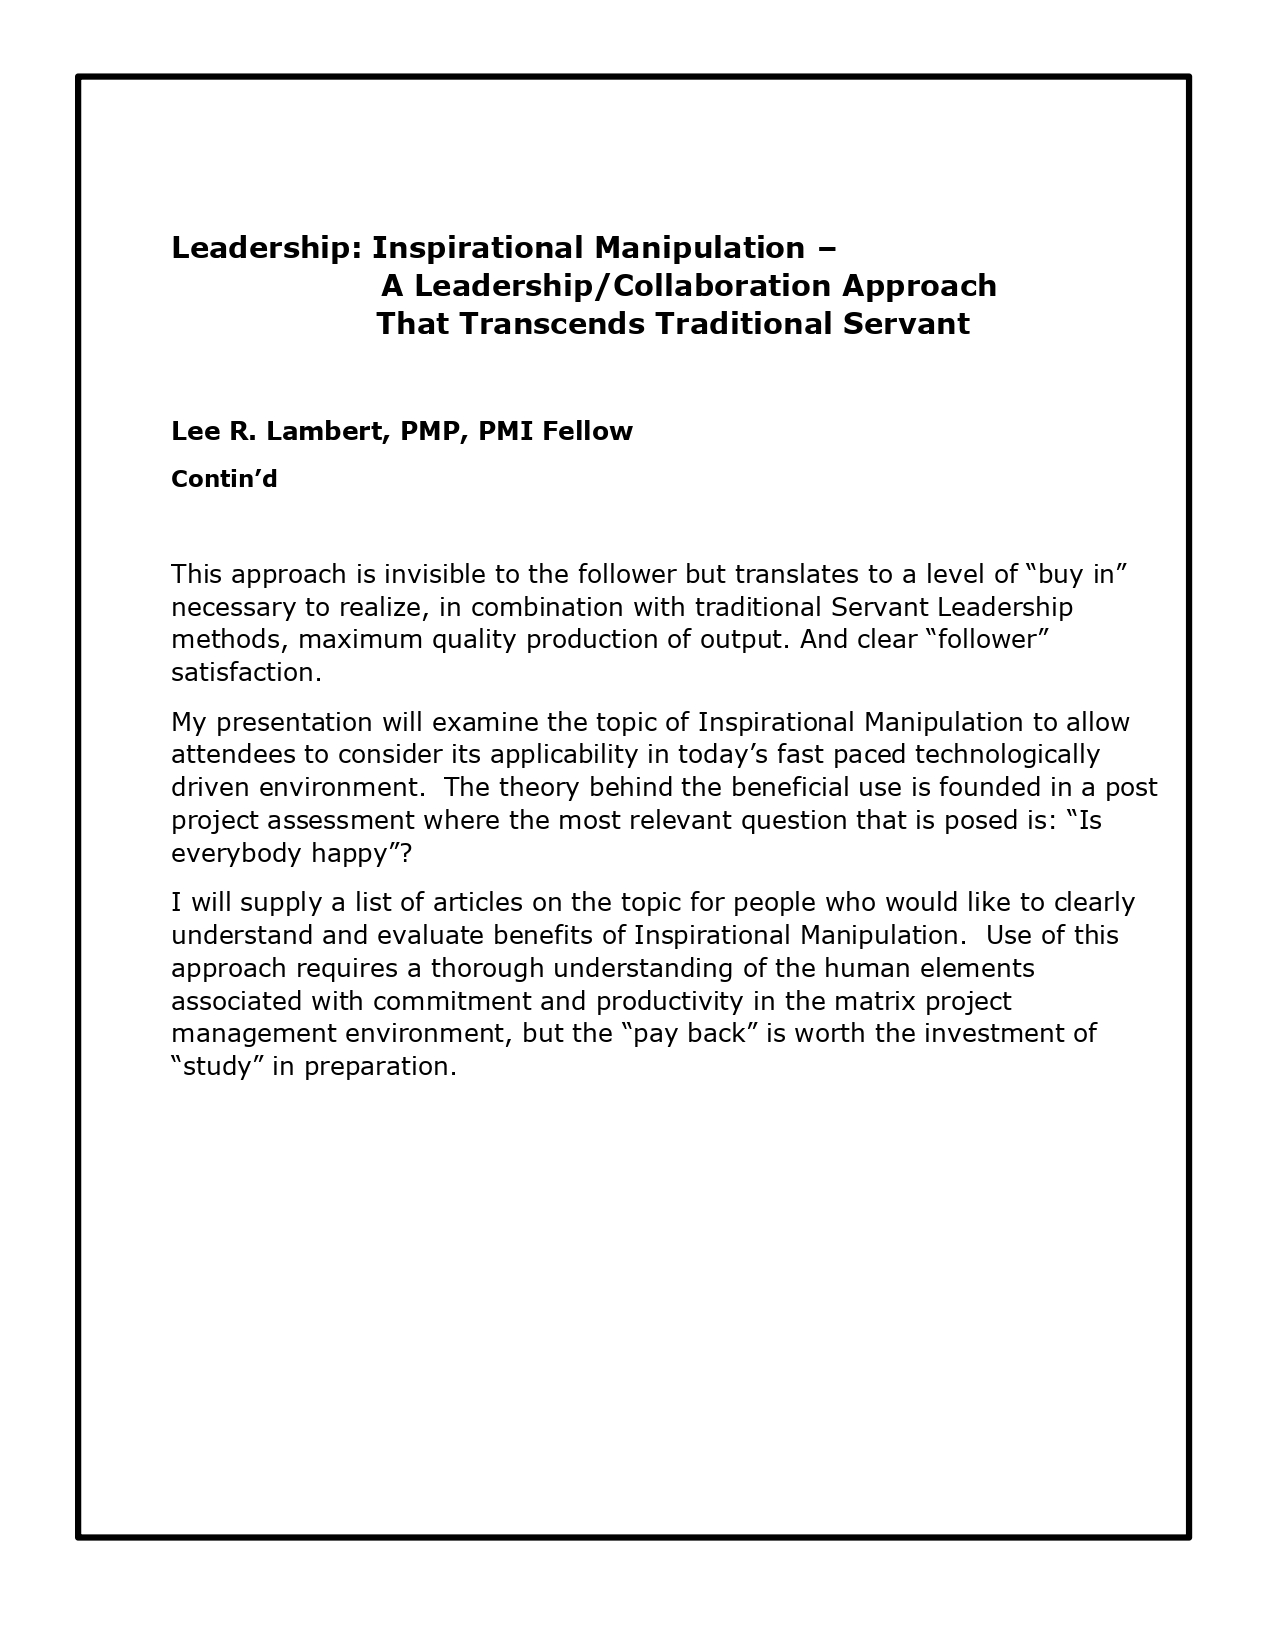 Leadership: Inspirational Manipulation –
A Leadership/Collaboration Approach
That Transcends Traditional Servant
Lee R. Lambert, PMP, PMI Fellow
Contin’d
This approach is invisible to the follower but translates to a level of “buy in”
necessary to realize, in combination with traditional Servant Leadership
methods, maximum quality production of output. And clear “follower”
satisfaction.
My presentation will examine the topic of Inspirational Manipulation to allow
attendees to consider its applicability in today’s fast paced technologically
driven environment.  The theory behind the beneficial use is founded in a post
project assessment where the most relevant question that is posed is: “Is
everybody happy”?
I will supply a list of articles on the topic for people who would like to clearly
understand and evaluate benefits of Inspirational Manipulation.  Use of this
approach requires a thorough understanding of the human elements
associated with commitment and productivity in the matrix project
management environment, but the “pay back” is worth the investment of
“study” in preparation.